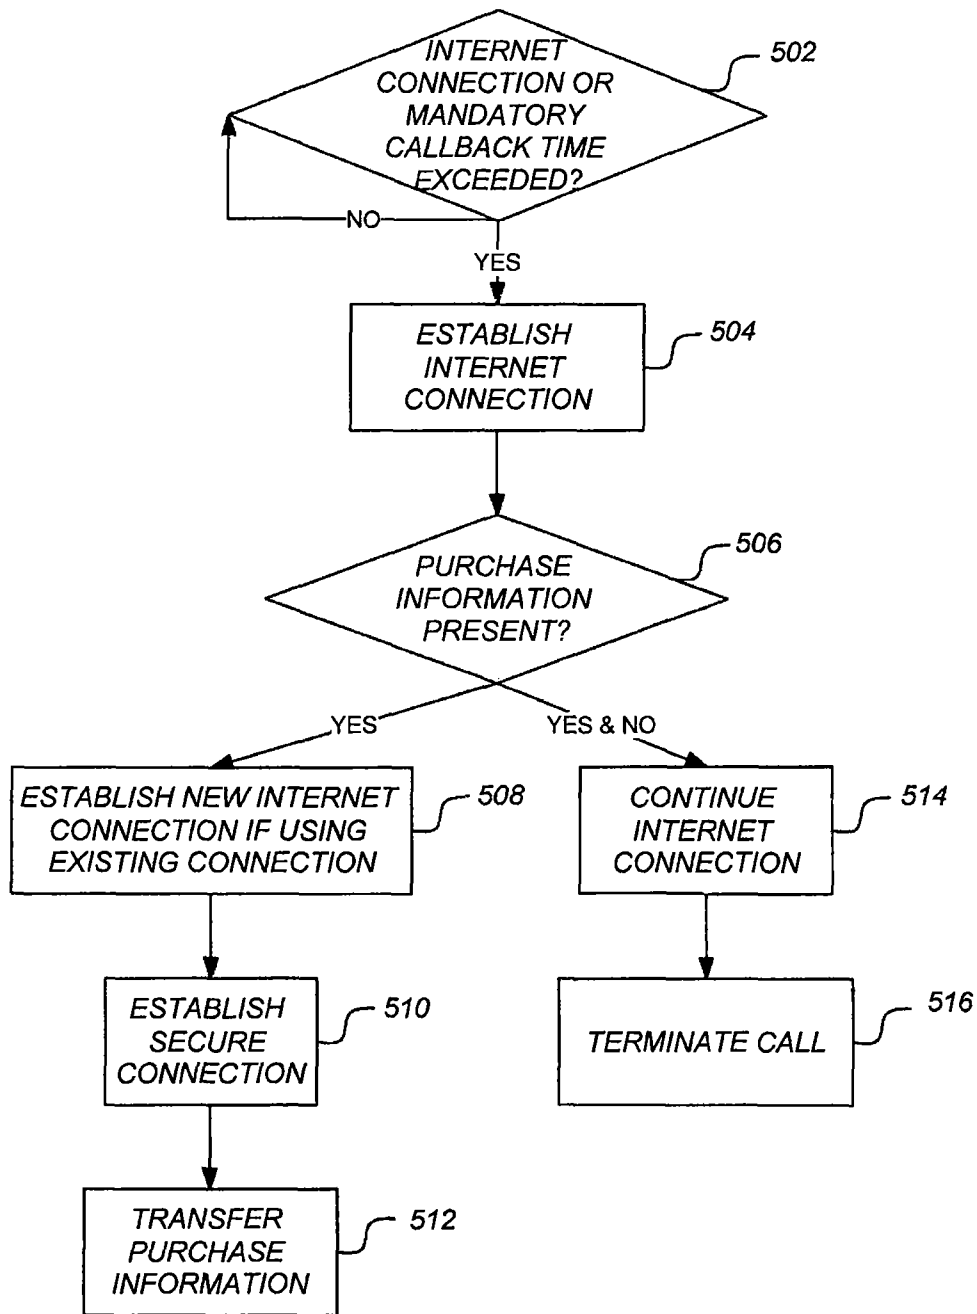 INTERNET
CONNECTION OR
MANDATORY
CALLBACK TIME
EXCEEDED?
502
NO
YES
ESTABLISH
INTERNET
CONNECTION
504
PURCHASE
INFORMATION
PRESENT?
506
YES
YES & NO
ESTABLISH NEW INTERNET
CONNECTION IF USING
EXISTING CONNECTION
508
CONTINUE
INTERNET
CONNECTION
514
ESTABLISH
SECURE
CONNECTION
510
TERMINATE CALL
516
TRANSFER
PURCHASE
INFORMATION
512